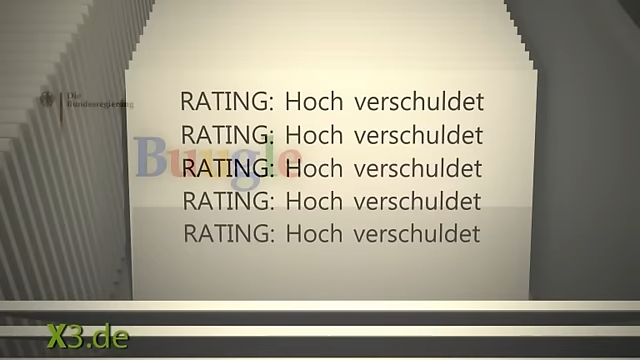 Die
Bundesregierung
RATING: Hoch verschuldet
RATING: Hoch verschuldet
RATING: Hoch verschuldet
RATING: Hoch verschuldet
RATING: Hoch verschuldet
X3.de